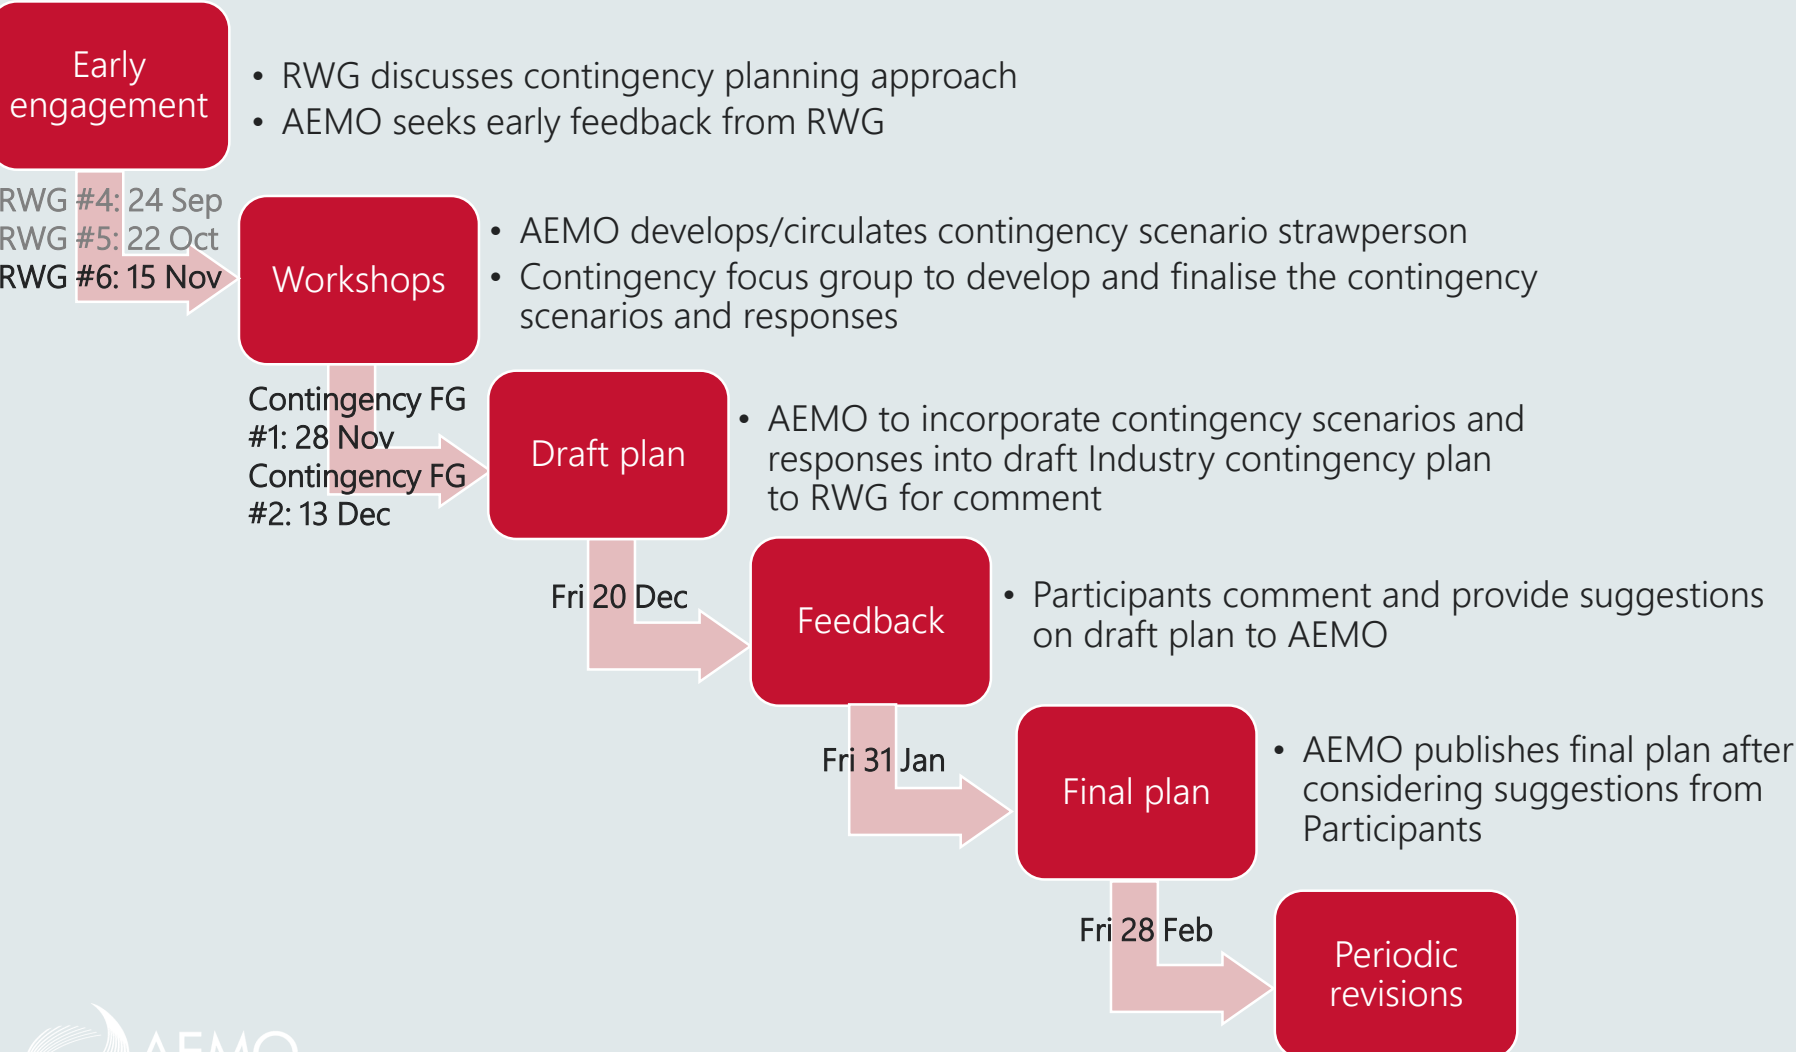 Early
engagement
• RWG discusses contingency planning approach
• AEMO seeks early feedback from RWG
RWG #4: 24 Sep
RWG #5: 22 Oct
RWG #6: 15 Nov
Workshops
• AEMO develops/circulates contingency scenario strawperson
• Contingency focus group to develop and finalise the contingency
scenarios and responses
Contingency FG
#1: 28 Nov
Contingency FG
#2: 13 Dec
Draft plan
• AEMO to incorporate contingency scenarios and
responses into draft Industry contingency plan
to RWG for comment
Fri 20 Dec
Feedback
• Participants comment and provide suggestions
on draft plan to AEMO
Fri 31 Jan
Final plan
• AEMO publishes final plan after
considering suggestions from
Participants
Fri 28 Feb
Periodic
revisions
AEMO